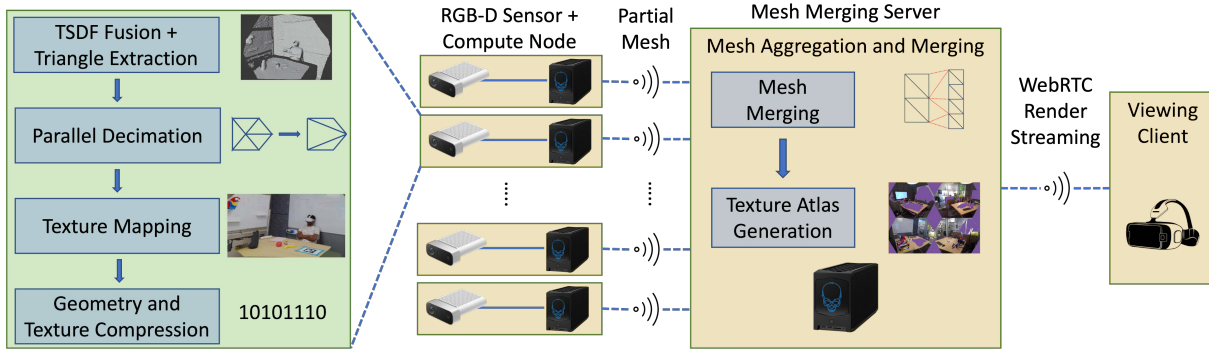 TSDF Fusion +
Triangle Extraction
Parallel Decimation
Texture Mapping
Geometry and
Texture Compression
10101110
RGB-D Sensor +
Compute Node
Partial
Mesh
Mesh Merging Server
Mesh Aggregation and Merging
Mesh
Merging
Texture Atlas
Generation
WebRTC
Render
Streaming
Viewing
Client